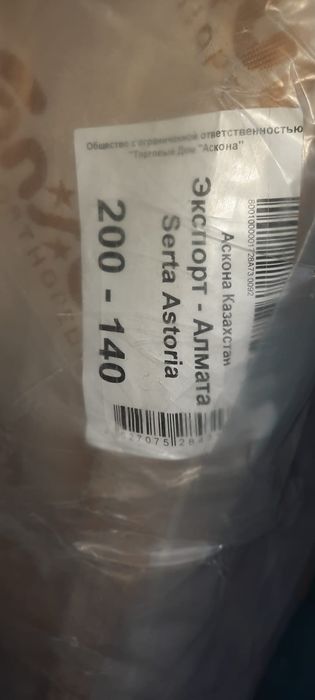 Общество с ограниченной ответственностью
"Торговый Дом "Аскона"
Аскона Казахстан
Экспорт - Алмата
Serta Astoria
200 - 140